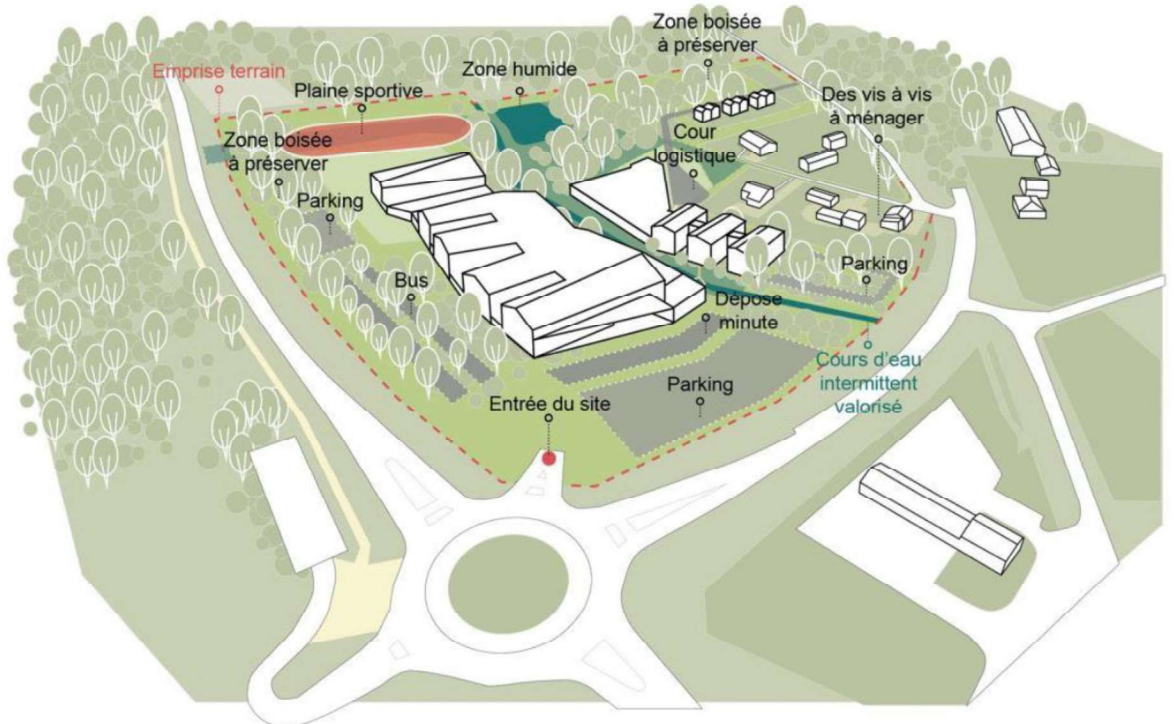 Zone boisée
à préserver
Emprise terrain
Plaine sportive
Zone humide
Des vis à vis
à ménager
Zone boisée
à préserver
Cour
logistique
Parking
Bus
Parking
Dépose
minute
Parking
Cours d'eau
intermittent
valorisé
Entrée du site